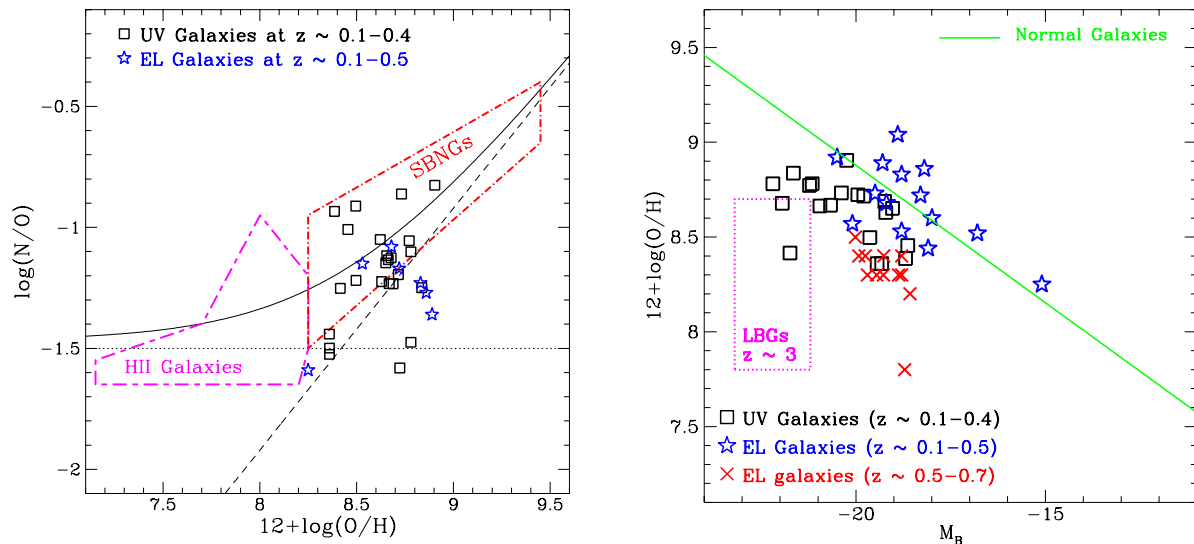 UV Galaxies at z ~ 0.1-0.4
EL Galaxies at z ~ 0.1-0.5
-0.5
-1
-1.5
-2
log(N/O)
SBNGs
HII Galaxies
7.5
8
8.5
9
9.5
12+log(O/H)
Normal Galaxies
9.5
9
8.5
8
7.5
12+log(O/H)
LBGs
z ~ 3
UV Galaxies (z ~ 0.1-0.4)
EL Galaxies (z ~ 0.1-0.5)
EL galaxies (z ~ 0.5-0.7)
-20
-15
M_B